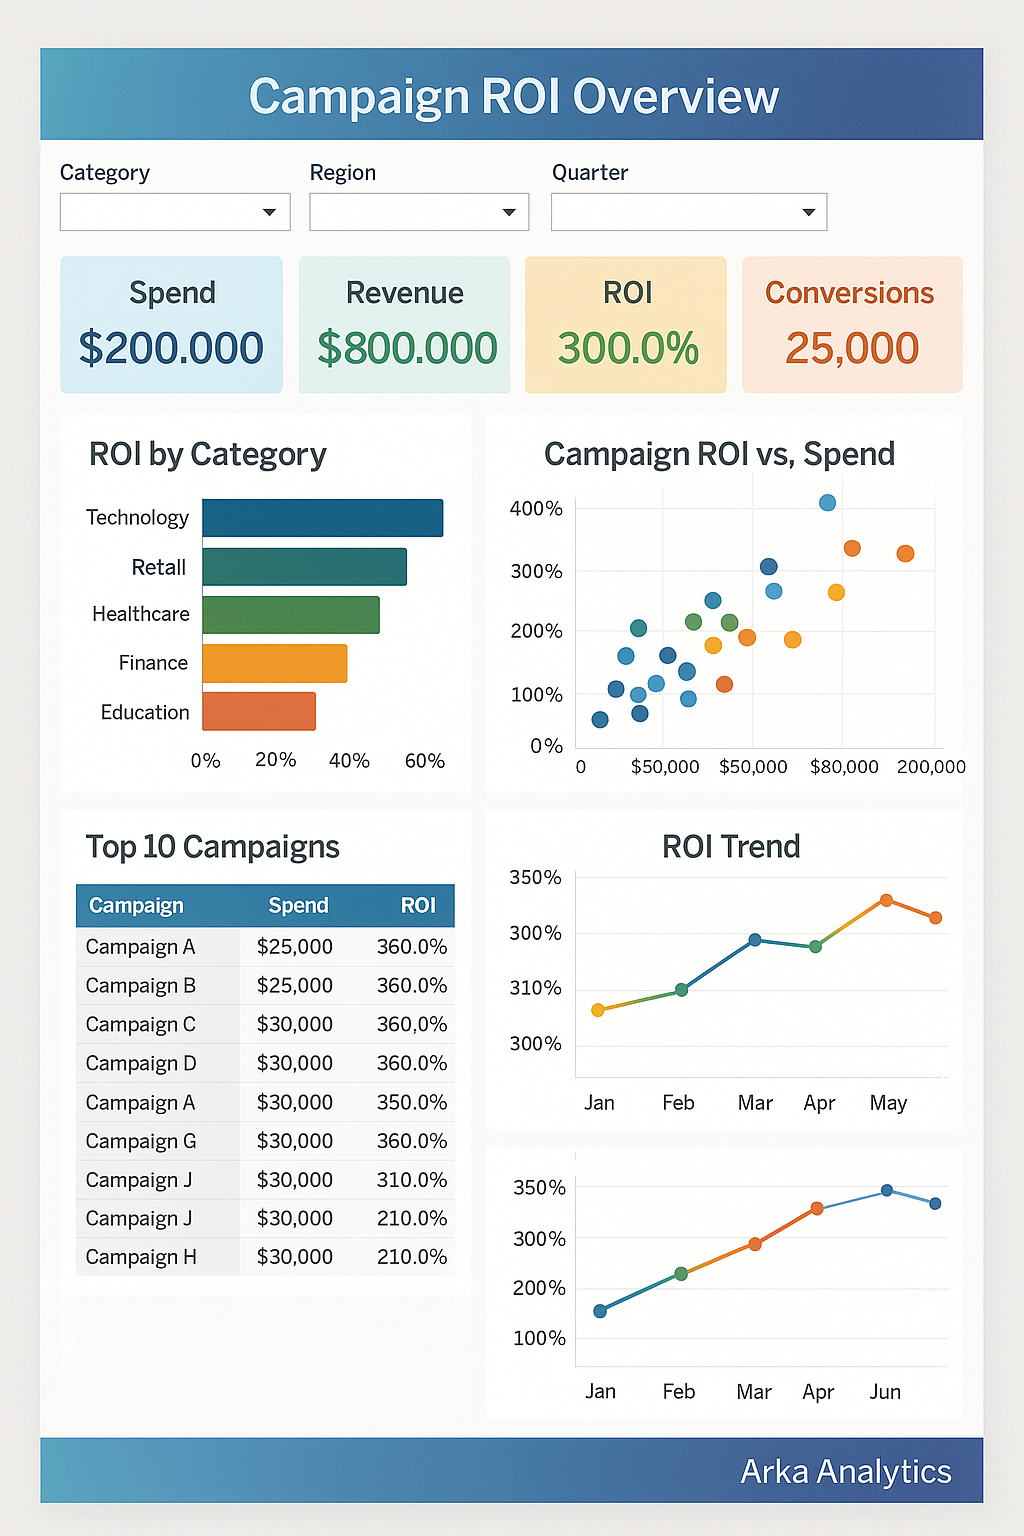 Campaign ROI Overview
Category
Region
Quarter
Spend
$200.000
Revenue
$800.000
ROI
300.0%
Conversions
25,000
ROI by Category
Technology
Retall
Healthcare
Finance
Education
0% 20% 40% 60%
Campaign ROI vs, Spend
400%
300%
200%
100%
0%
0 $50,000 $50,000 $80,000 200,000
Top 10 Campaigns
Campaign Spend ROI
Campaign A $25,000 360.0%
Campaign B $25,000 360.0%
Campaign C $30,000 360,0%
Campaign D $30,000 360.0%
Campaign A $30,000 350.0%
Campaign G $30,000 360.0%
Campaign J $30,000 310.0%
Campaign J $30,000 210.0%
Campaign H $30,000 210.0%
ROI Trend
350%
300%
310%
300%
Jan Feb Mar Apr May
350%
300%
200%
100%
Jan Feb Mar Apr Jun
Arka Analytics